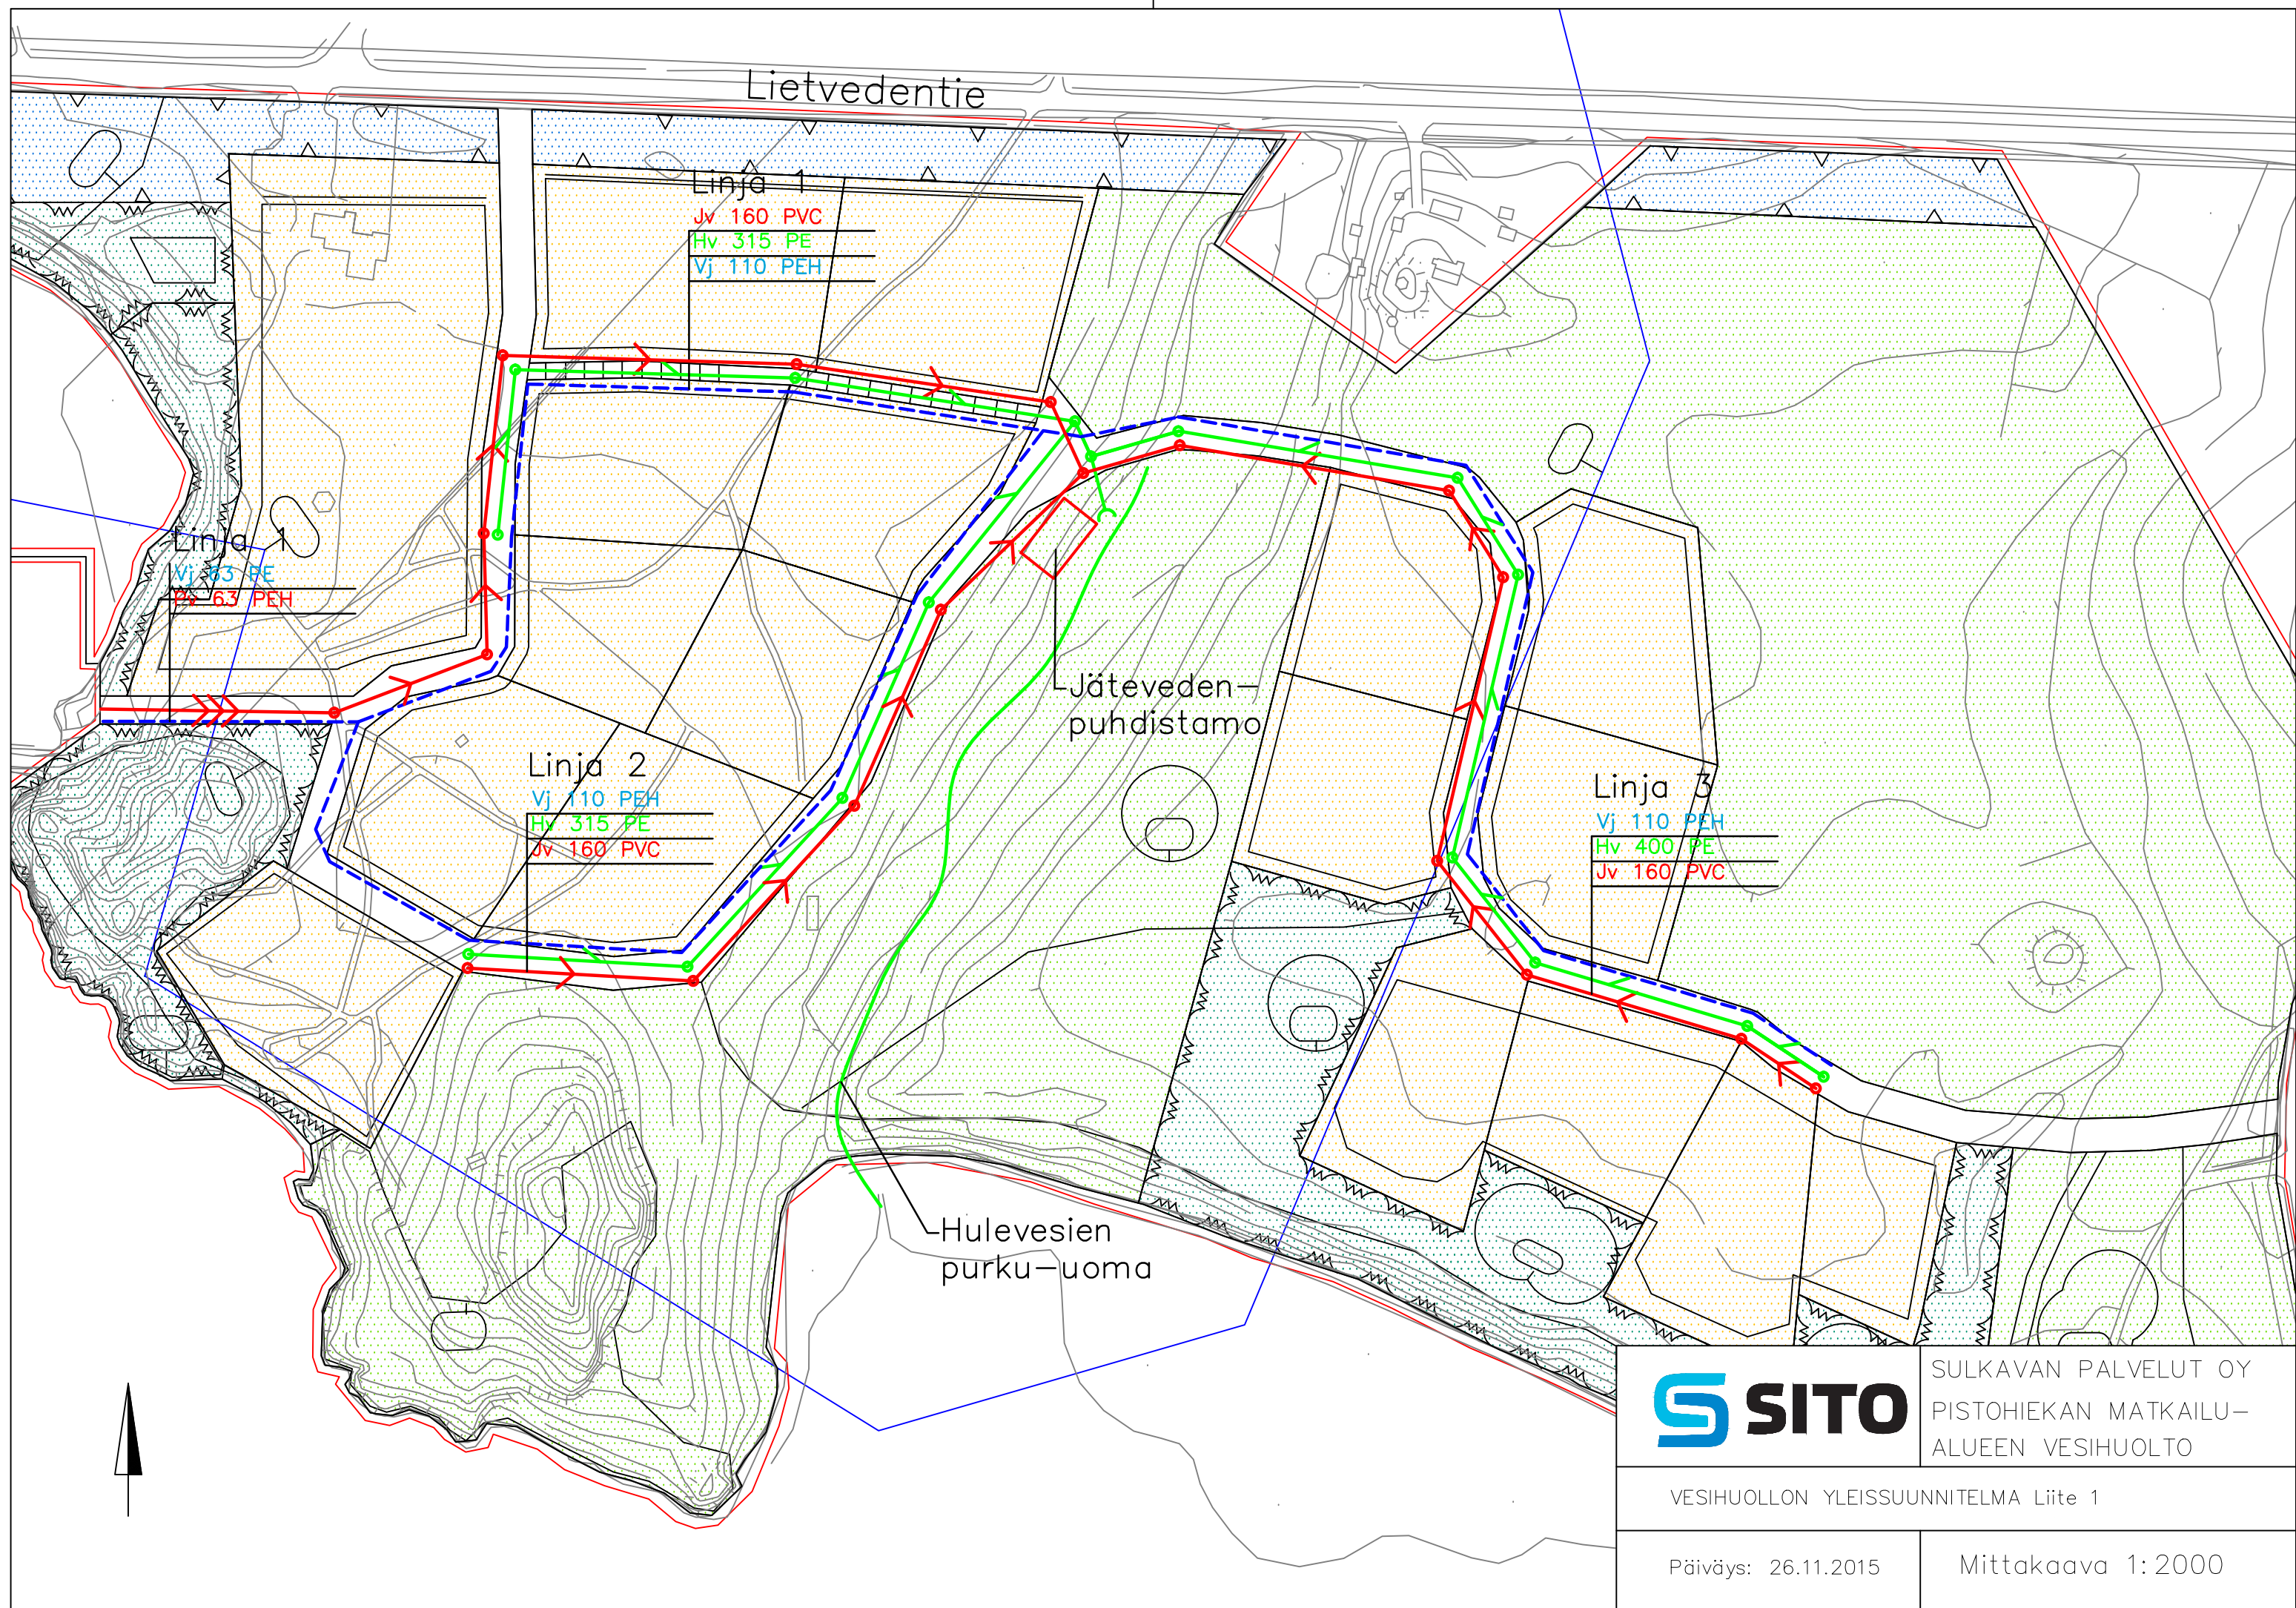 Lietvedentie
Linja 1
Jv 160 PVC
Hv 315 PE
Vj 110 PEH
Linja 1
Vj 63 PE
Pv 63 PEH
Jäteveden-
puhdistamo
Linja 2
Vj 110 PEH
Hv 315 PE
Jv 160 PVC
Linja 3
Vj 110 PEH
Hv 400 PE
Jv 160 PVC
Hulevesien
purku-uoma
SITO
SULKAVAN PALVELUT OY
PISTOHIEKAN MATKAILU-
ALUEEN VESIHUOLTO
VESIHUOLLON YLEISSUUNNITELMA Liite 1
Päiväys: 26.11.2015
Mittakaava 1:2000